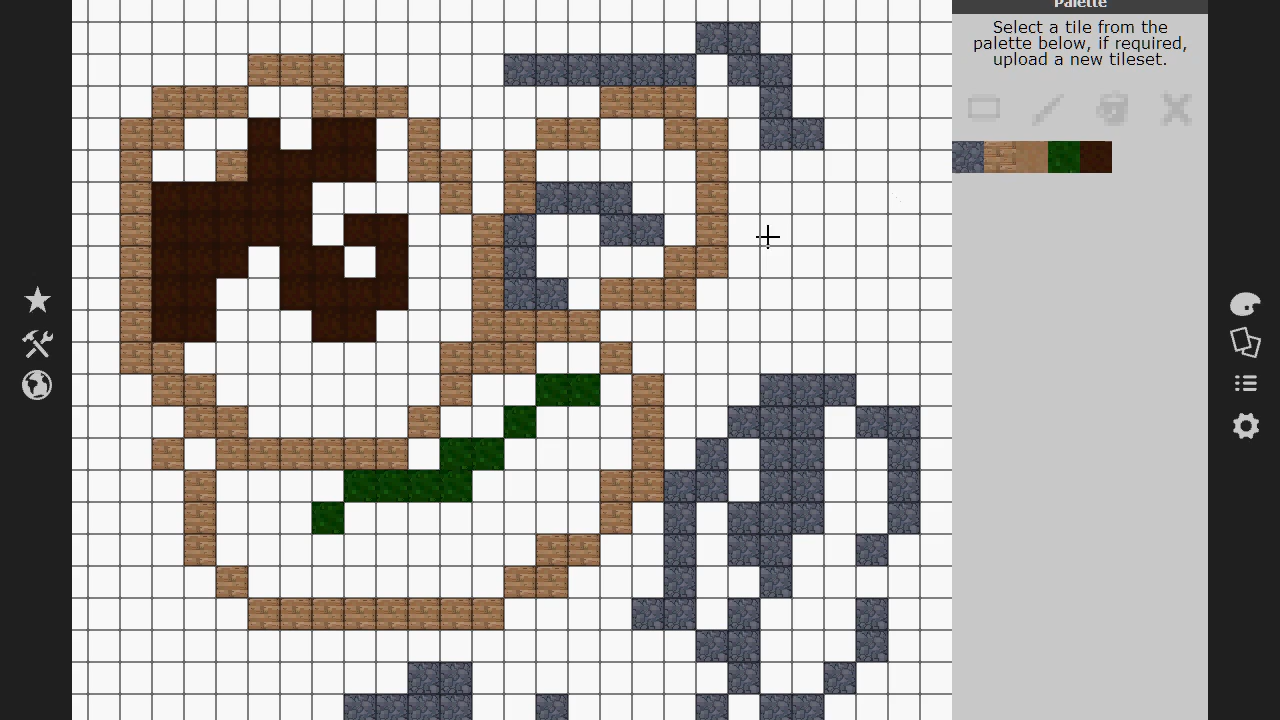 Palette
Select a tile from the
palette below, if required,
upload a new tileset.